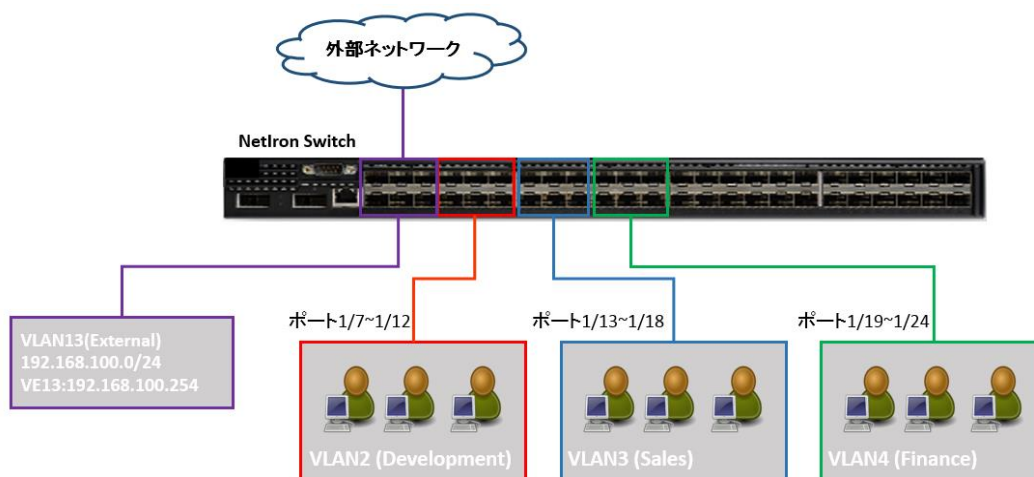 外部ネットワーク
NetIron Switch
VLAN13(External)
192.168.100.0/24
VE13:192.168.100.254
ポート1/7~1/12
ポート1/13~1/18
ポート1/19~1/24
VLAN2 (Development)
VLAN3 (Sales)
VLAN4 (Finance)